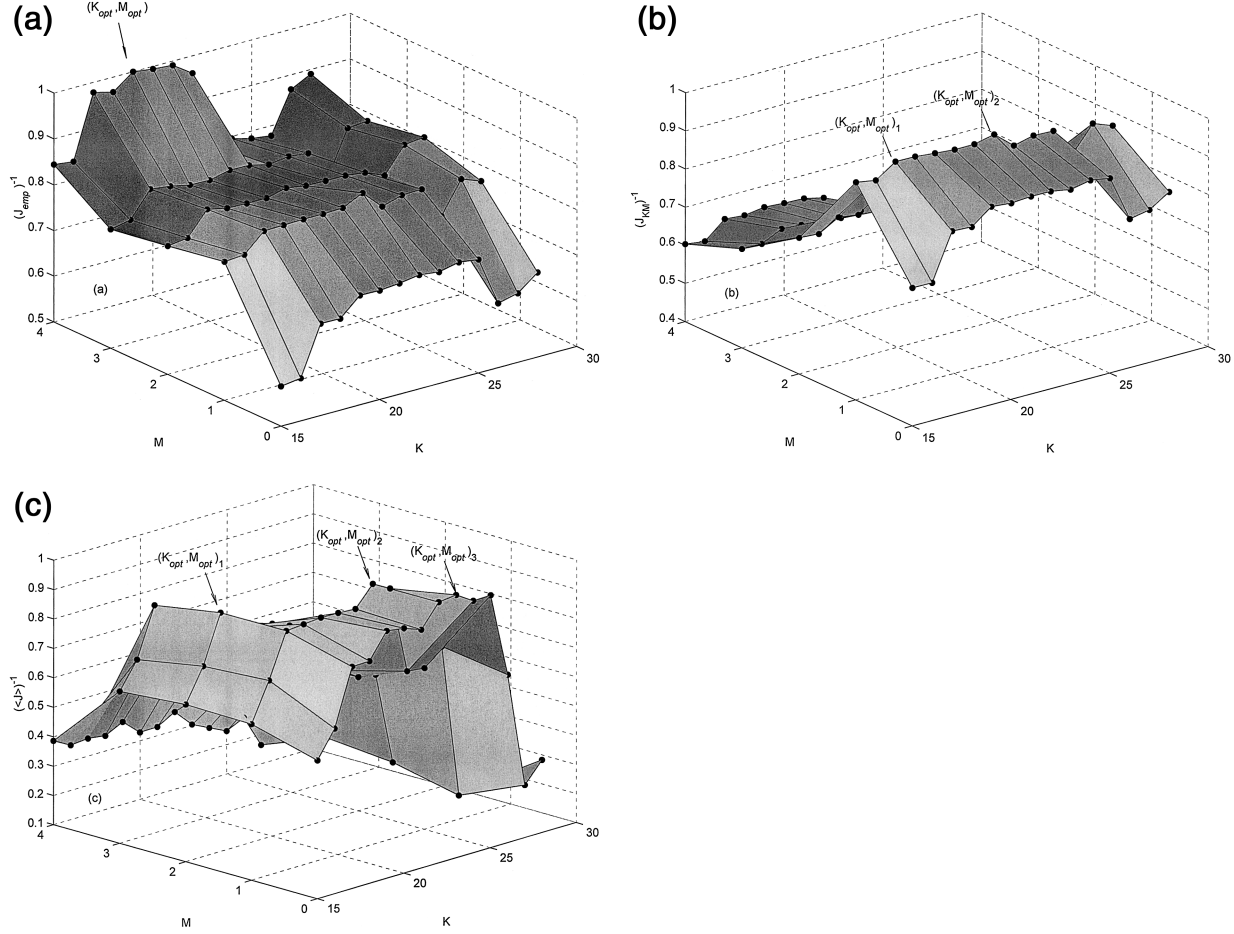 (a)
(K_opt ,M_opt )
1
0.9
0.8
0.7
0.6
0.5
(J_emp )^-1
(a)
4
3
2
1
0
M
15
20
25
30
K
(b)
(K_opt ,M_opt )_1
(K_opt ,M_opt )_2
1
0.9
0.8
0.7
0.6
0.5
0.4
(J_KM )^-1
(b)
4
3
2
1
0
M
15
20
25
30
K
(c)
(K_opt ,M_opt )_1
(K_opt ,M_opt )_2
(K_opt ,M_opt )_3
1
0.9
0.8
0.7
0.6
0.5
0.4
0.3
0.2
0.1
(<J>)^-1
(c)
4
3
2
1
0
M
15
20
25
30
K